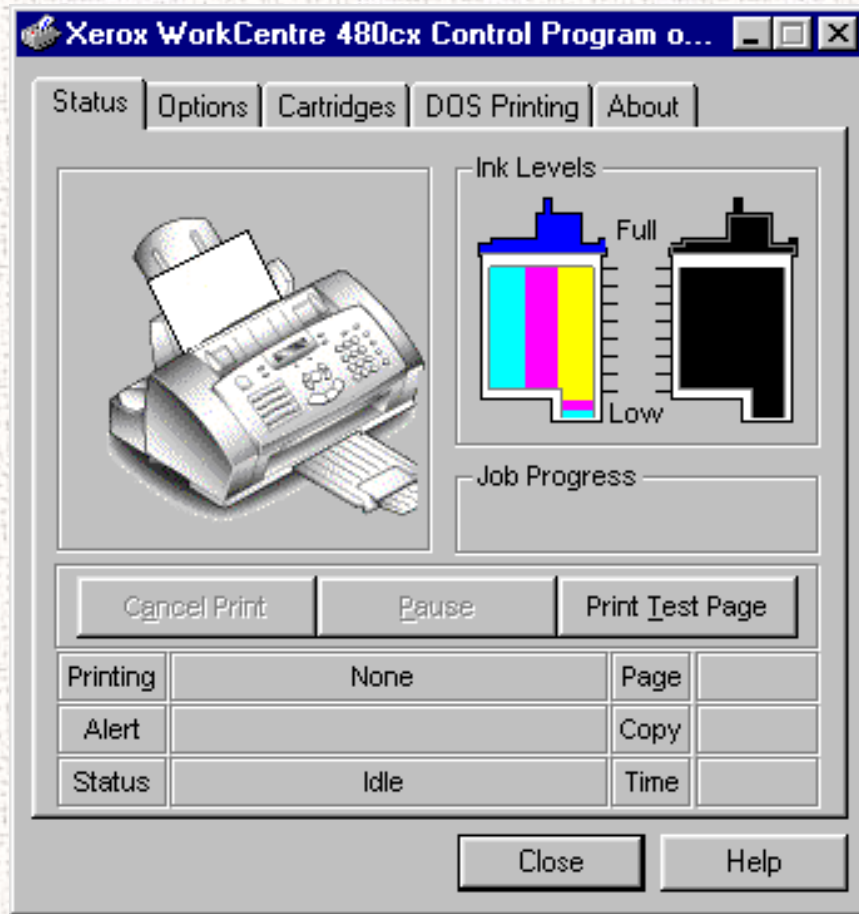 Xerox WorkCentre 480cx Control Program o...
Status Options Cartridges DOS Printing About
Ink Levels
Full
Low
Job Progress
Cancel Print Pause Print Test Page
Printing None Page
Alert Copy
Status Idle Time
Close Help